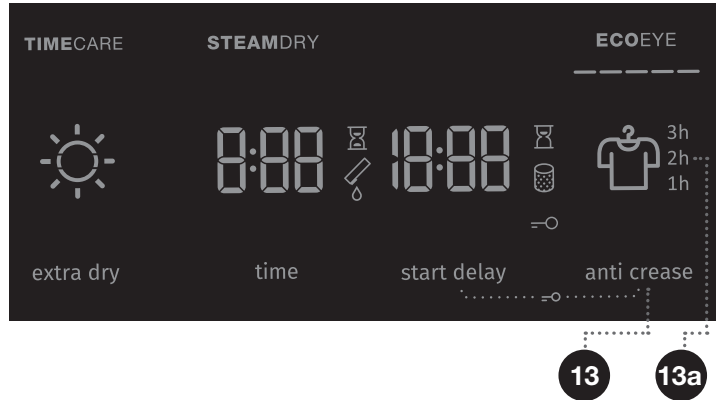 TIMECARE STEAMDRY ECOEYE
8:88 18:88
3h
2h
1h
extra dry time start delay anti crease
13 13a